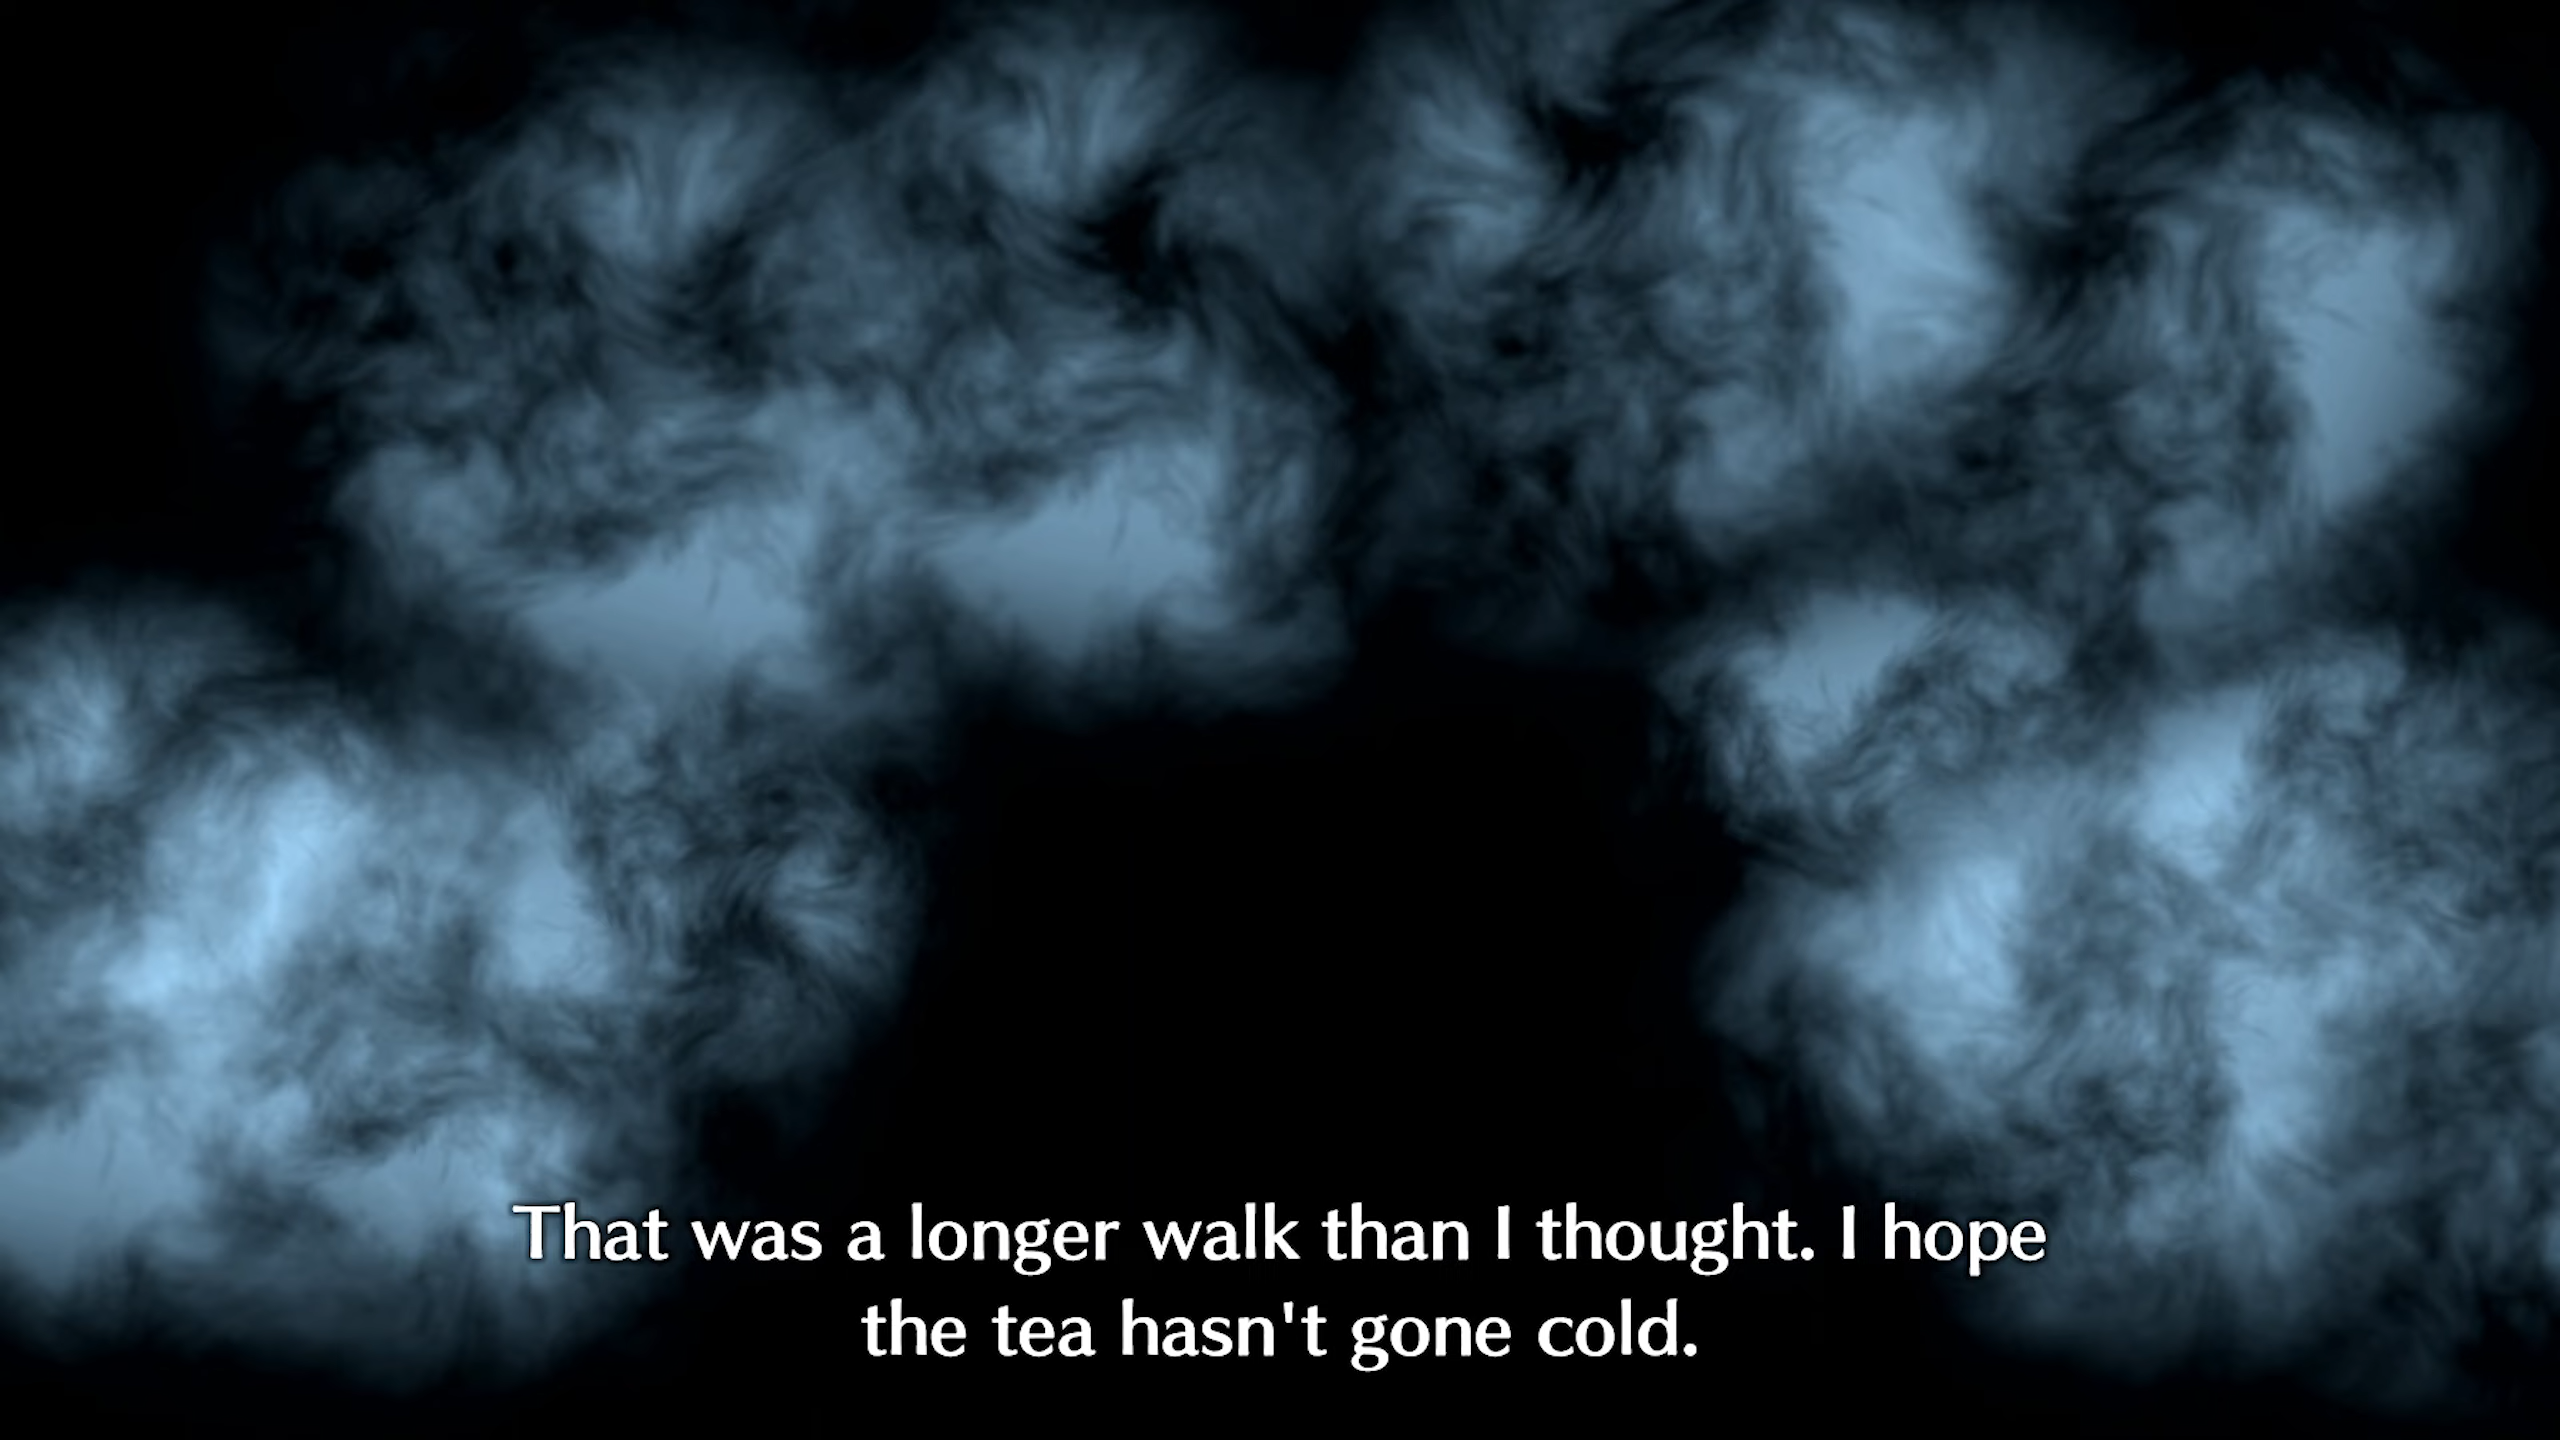 That was a longer walk than I thought. I hope
the tea hasn't gone cold.